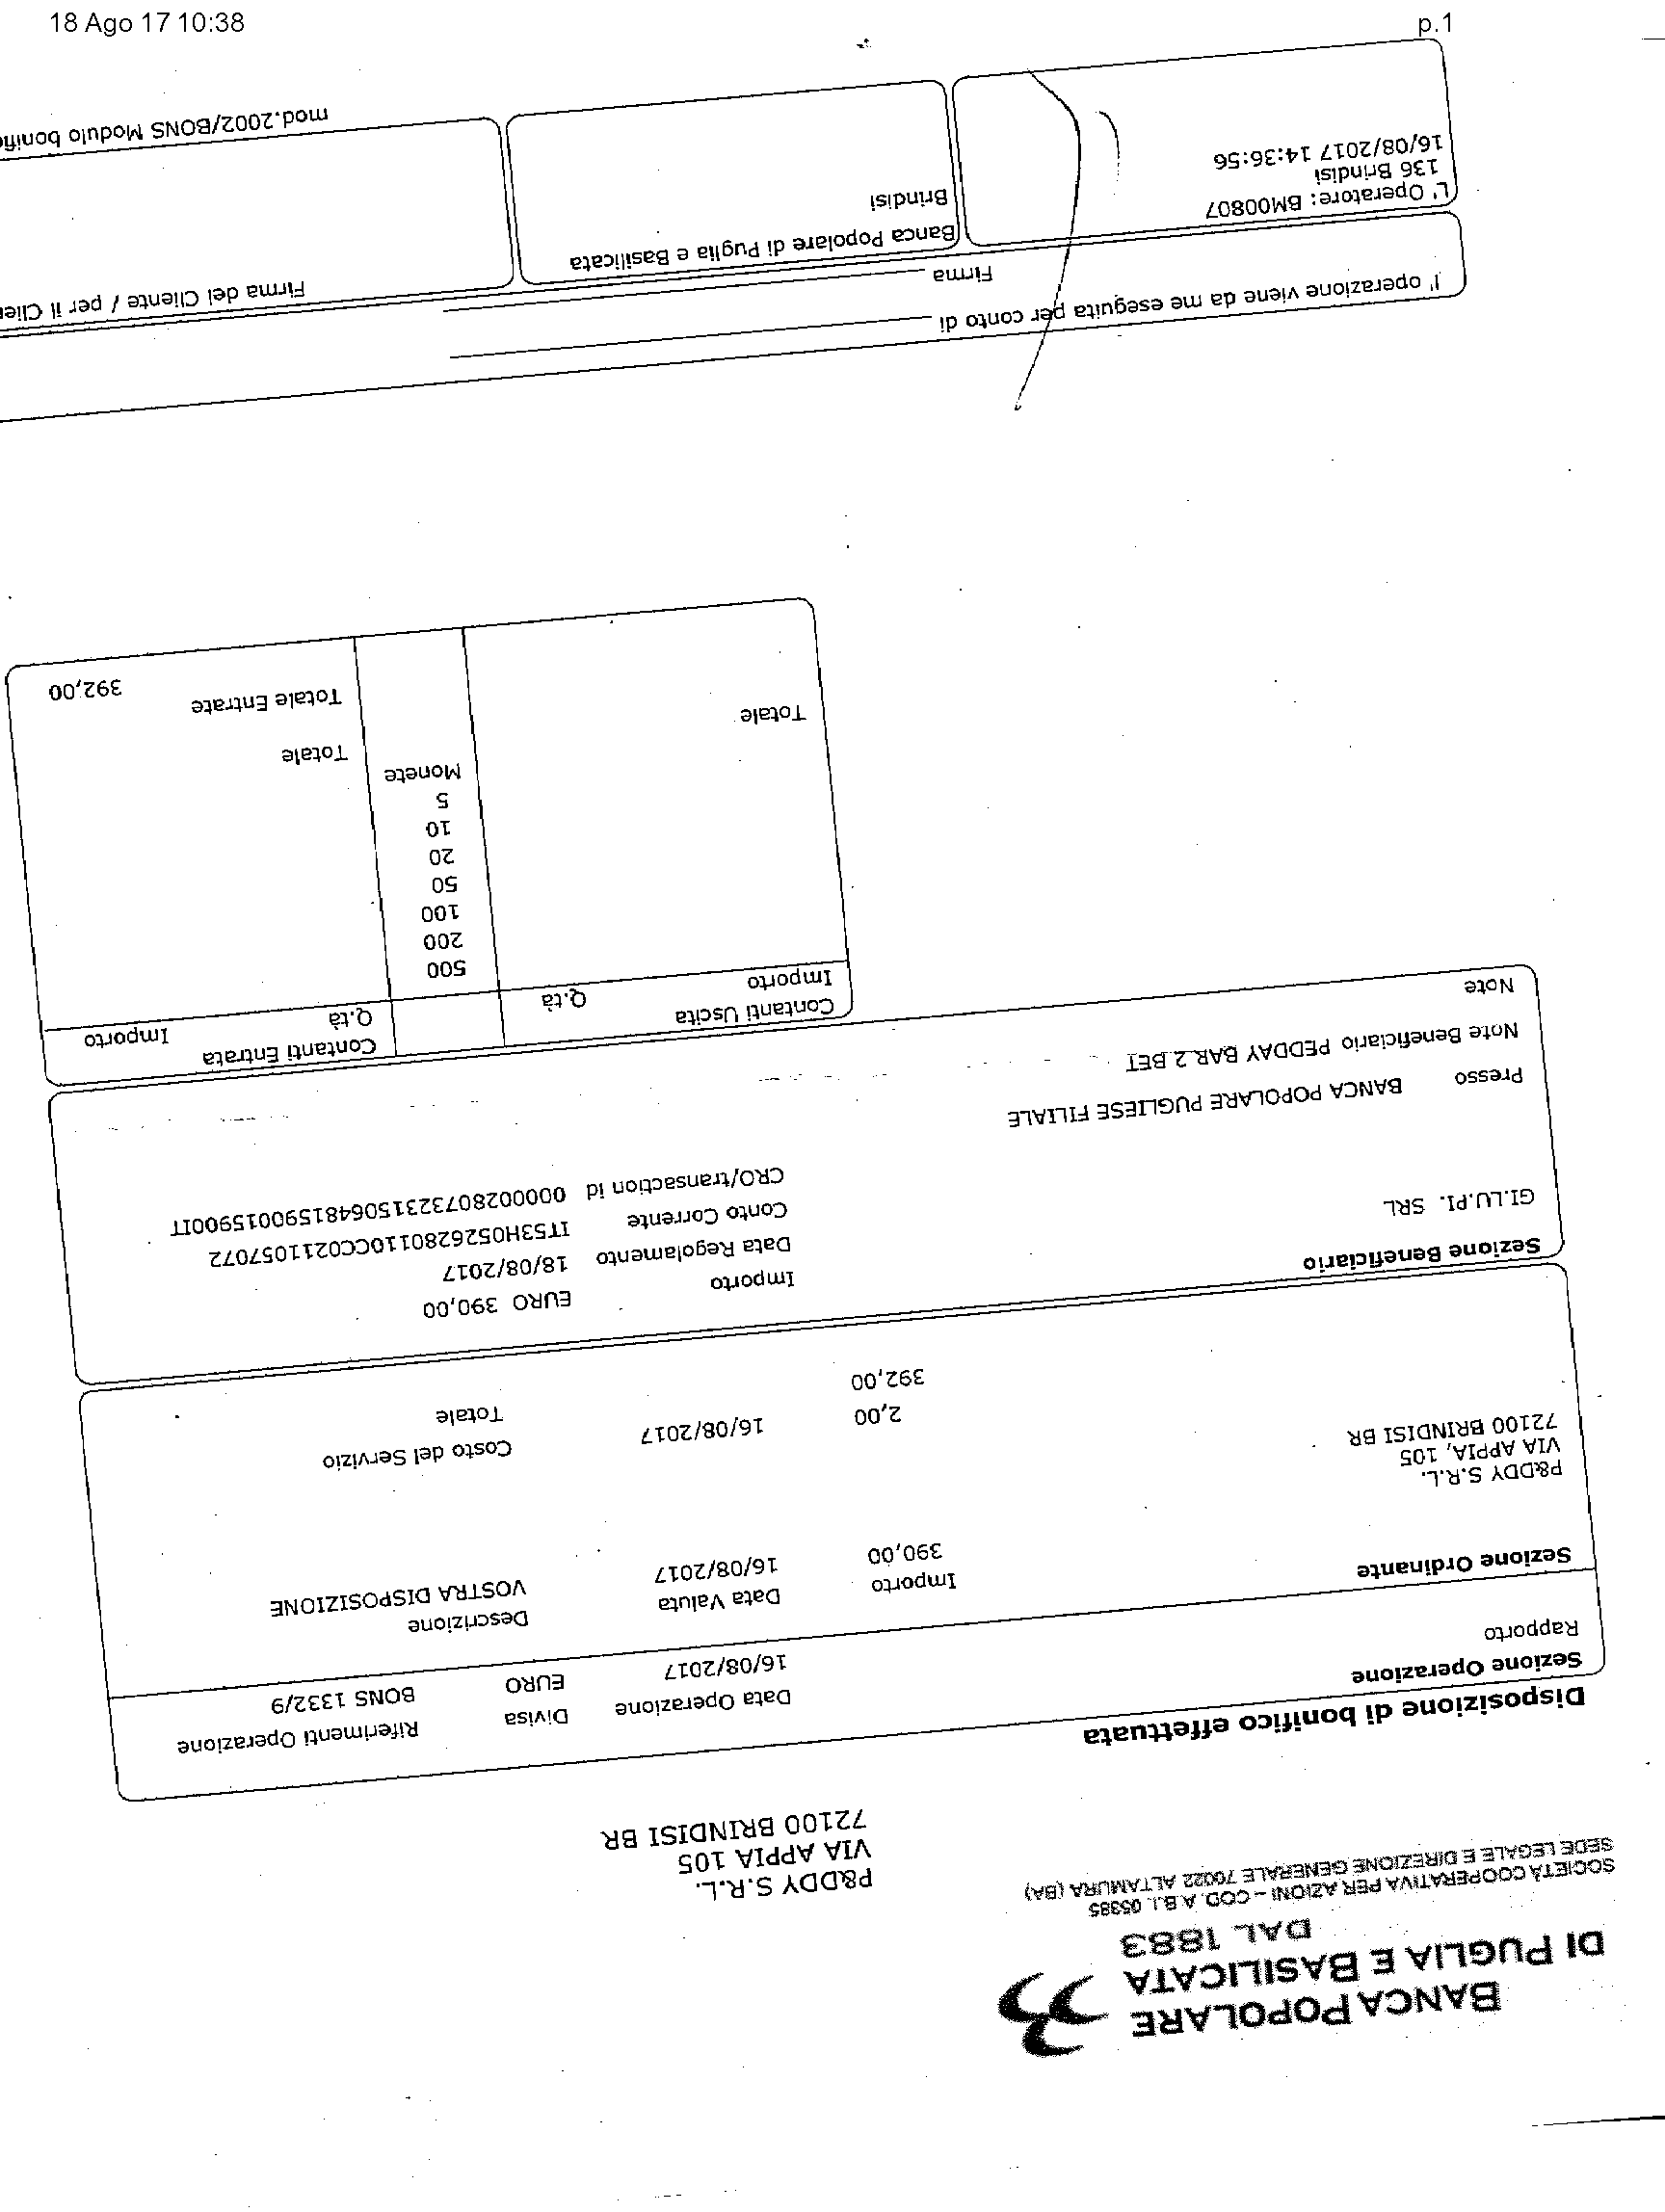 18 Ago 17 10:38
p.1
BANCA POPOLARE
DI PUGLIA E BASILICATA
DAL 1883
SOCIETÀ COOPERATIVA PER AZIONI – COD. A.B.I. 05385
SEDE LEGALE E DIREZIONE GENERALE 70022 ALTAMURA (BA)
P&DDY S.R.L.
VIA APPIA 105
72100 BRINDISI BR
Disposizione di bonifico effettuata
Sezione Operazione
Rapporto
Data Operazione Divisa Riferimenti Operazione
16/08/2017 EURO BONS 1332/9
Sezione Ordinante
Importo Data Valuta Descrizione
390,00 16/08/2017 VOSTRA DISPOSIZIONE
P&DDY S.R.L.
VIA APPIA, 105
72100 BRINDISI BR
2,00 16/08/2017 Costo del Servizio
392,00 Totale
Sezione Beneficiario
GI.LU.PI. SRL
Importo EURO 390,00
Data Regolamento 18/08/2017
Conto Corrente IT53H0526280110CC0211057072
CRO/transaction id 0000028073231506481590015900IT
Presso BANCA POPOLARE PUGLIESE FILIALE
Note Beneficiario PEDDAY BAR 2 BET
Note
Contanti Uscita Contanti Entrata
Importo Q.tà Q.tà Importo
500
200
100
50
20
10
5
Monete
Totale Totale
Totale Entrate 392,00
l' operazione viene da me eseguita per conto di
Firma
L' Operatore: BM00807
136 Brindisi
16/08/2017 14:36:56
Banca Popolare di Puglia e Basilicata
Brindisi
Firma del Cliente / per il
mod.2002/BONS Modulo